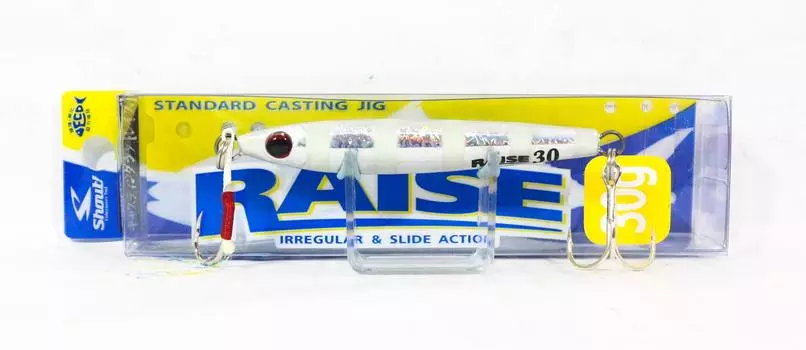 STANDARD CASTING JIG
RAISE 30
RAISE
30g
IRREGULAR & SLIDE ACTION
Shout!